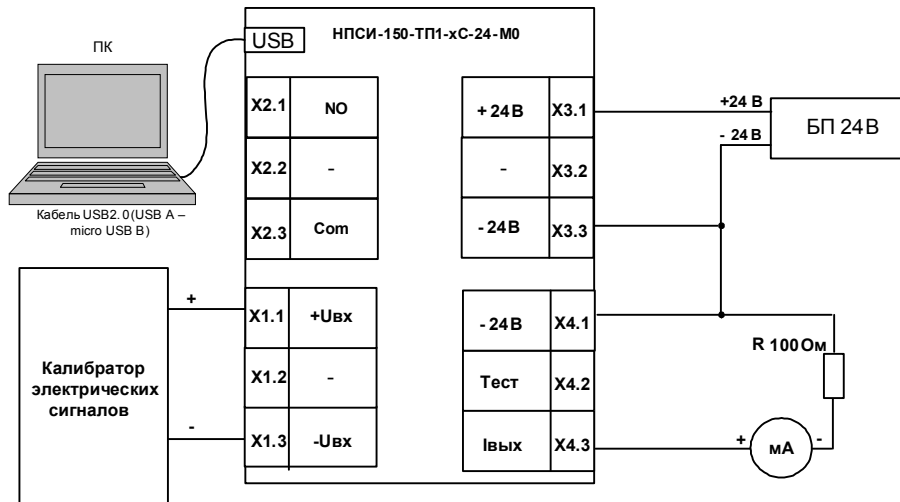 НПСИ-150-ТП1-хС-24-М0
USB
ПК
Кабель USB2.0(USB A –
micro USB B)
X2.1 NO
X2.2 -
X2.3 Com
+24В X3.1
- X3.2
-24В X3.3
+24 В
- 24 В
БП 24В
Калибратор
электрических
сигналов
+
-
X1.1 +Uвх
X1.2 -
X1.3 -Uвх
-24В X4.1
Тест X4.2
Iвых X4.3
R 100Ом
+ мА -